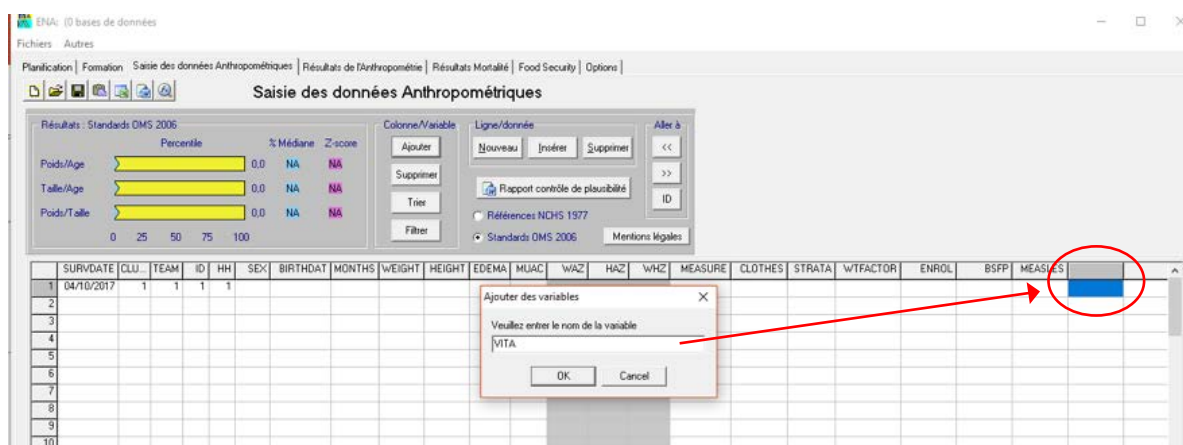 ENA: (0 bases de données
Fichiers Autres
Planification Formation Saisie des données Anthropométriques Résultats de l'Anthropométrie Résultats Mortalité Food Security Options
Saisie des données Anthropométriques
Résultats : Standards OMS 2006 Colonne/Variable Ligne/donnée Aller à
Percentile % Médiane Z-score Ajouter Nouveau Insérer Supprimer <<
Poids/Age 0,0 NA NA
Supprimer >>
Taille/Age 0,0 NA NA Rapport contrôle de plausibilité
Trier ID
Poids/Taille 0,0 NA NA Références NCHS 1977
0 25 50 75 100 Filtrer Standards OMS 2006 Mentions légales
SURVDATE CLU... TEAM ID HH SEX BIRTHDAT MONTHS WEIGHT HEIGHT EDEMA MUAC WAZ HAZ WHZ MEASURE CLOTHES STRATA WTFACTOR ENROL BSFP MEASLES
1 04/10/2017 1 1 1 1
2
3
4
5
6
7
8
9
10
Ajouter des variables
Veuillez entrer le nom de la variable
VITA
OK Cancel